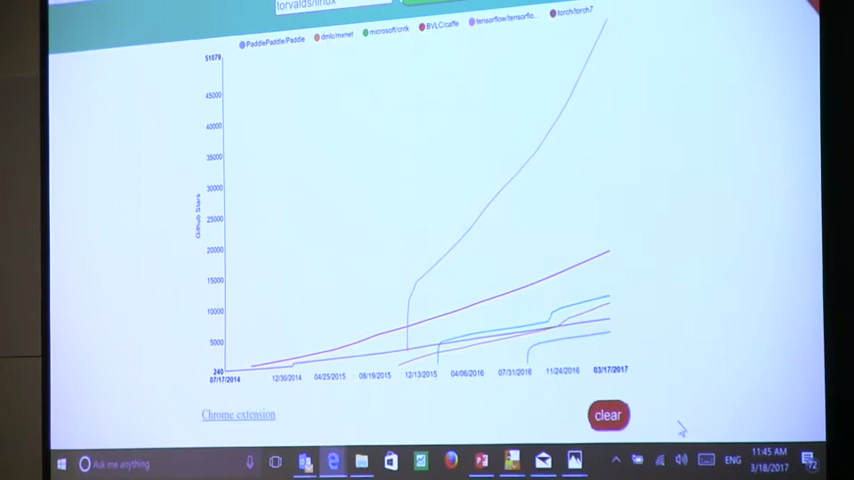 torvalds/linux
PaddlePaddle/Paddle dmlc/mxnet microsoft/cntk BVLC/caffe tensorflow/tensorflo... torch/torch7
51079
45000
40000
35000
30000
25000
20000
15000
10000
5000
240
Github Stars
07/17/2014 12/30/2014 04/25/2015 08/19/2015 12/13/2015 04/06/2016 07/31/2016 11/24/2016 03/17/2017
Chrome extension
clear
Ask me anything
ENG
11:45 AM
3/18/2017
72